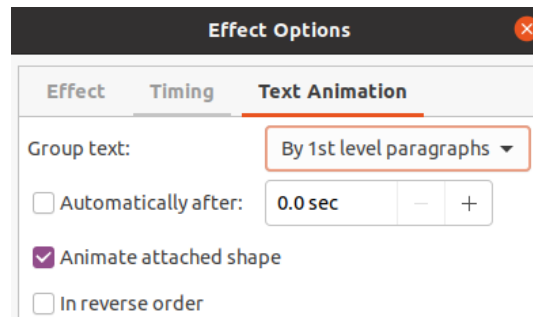 Effect Options
Effect Timing Text Animation
Group text: By 1st level paragraphs
Automatically after: 0.0 sec
Animate attached shape
In reverse order